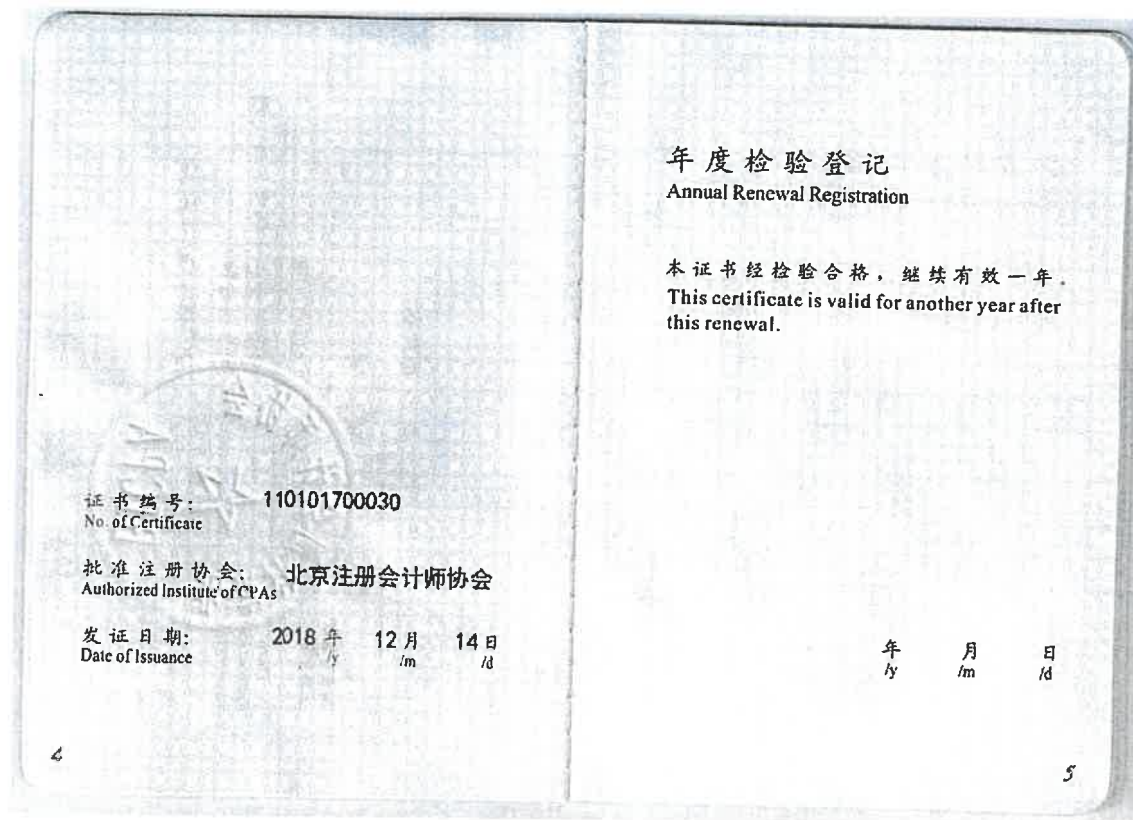 证书编号: 110101700030
No. of Certificate
批准注册协会: 北京注册会计师协会
Authorized Institute of CPAs
发证日期: 2018 年 12 月 14 日
Date of Issuance /y /m /d
4
年度检验登记
Annual Renewal Registration
本证书经检验合格，继续有效一年。
This certificate is valid for another year after
this renewal.
年 月 日
/y /m /d
5